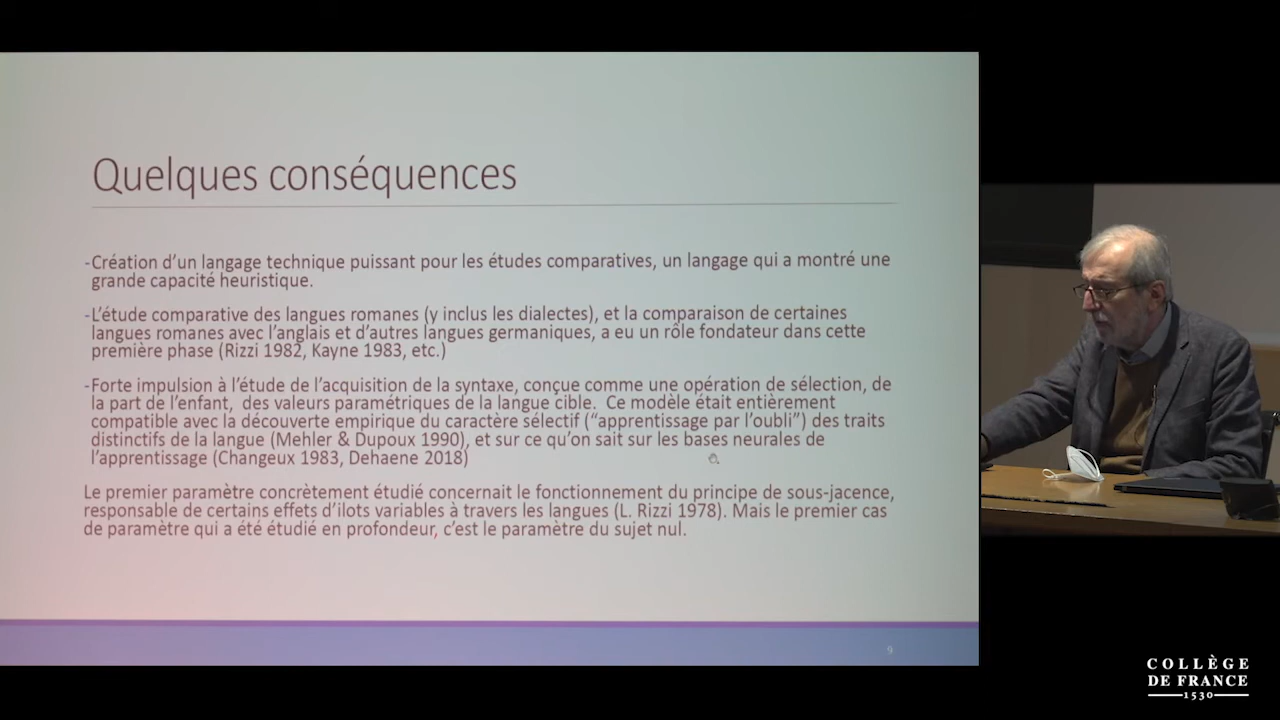 Quelques conséquences
-Création d’un langage technique puissant pour les études comparatives, un langage qui a montré une
grande capacité heuristique.
-L’étude comparative des langues romanes (y inclus les dialectes), et la comparaison de certaines
langues romanes avec l’anglais et d’autres langues germaniques, a eu un rôle fondateur dans cette
première phase (Rizzi 1982, Kayne 1983, etc.)
-Forte impulsion à l’étude de l’acquisition de la syntaxe, conçue comme une opération de sélection, de
la part de l’enfant, des valeurs paramétriques de la langue cible. Ce modèle était entièrement
compatible avec la découverte empirique du caractère sélectif (“apprentissage par l’oubli”) des traits
distinctifs de la langue (Mehler & Dupoux 1990), et sur ce qu’on sait sur les bases neurales de
l’apprentissage (Changeux 1983, Dehaene 2018)
Le premier paramètre concrètement étudié concernait le fonctionnement du principe de sous-jacence,
responsable de certains effets d’ilots variables à travers les langues (L. Rizzi 1978). Mais le premier cas
de paramètre qui a été étudié en profondeur, c’est le paramètre du sujet nul.
9
COLLÈGE
DE FRANCE
1530